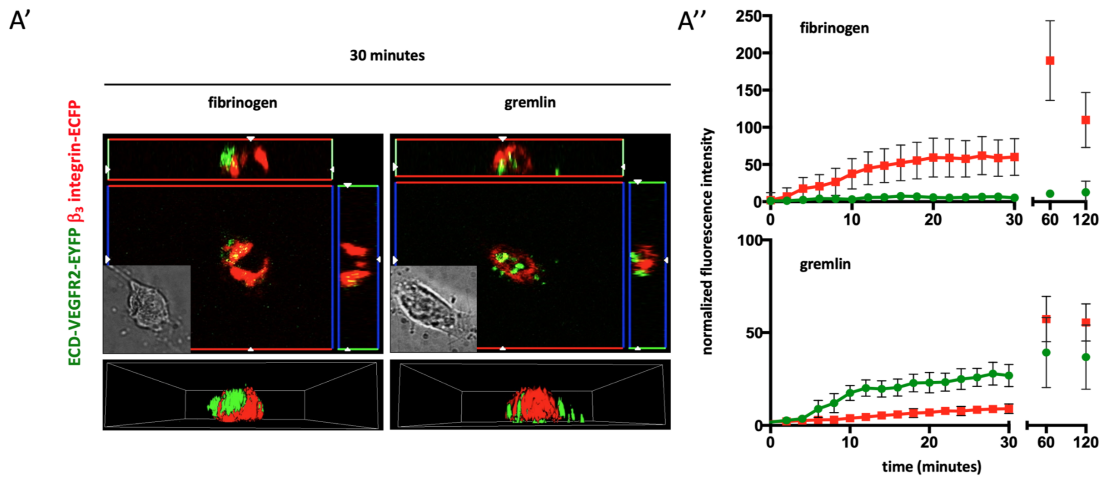 A’
30 minutes
fibrinogen
gremlin
ECD-VEGFR2-EYFP β3 integrin-ECFP
A’’
normalized fluorescence intensity
fibrinogen
250
200
150
100
50
0
0
10
20
30
60
120
gremlin
100
50
0
0
10
20
30
60
120
time (minutes)